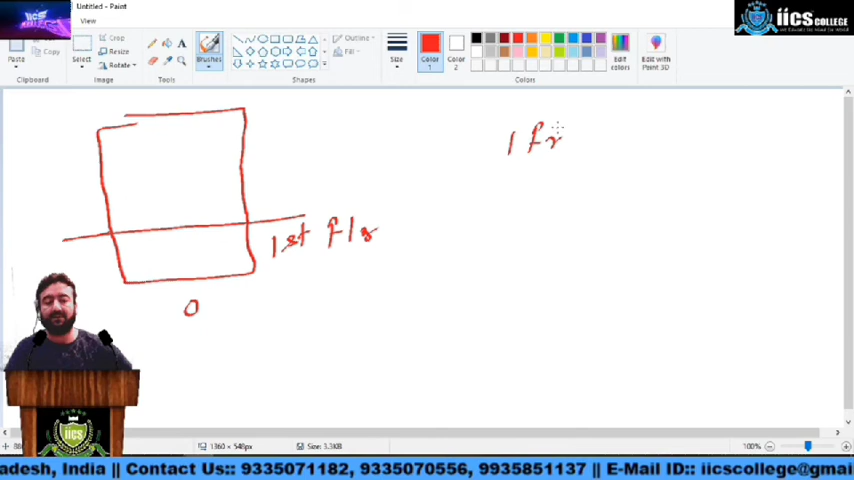 Untitled - Paint
View
Paste
Cut
Copy
Clipboard
Select
Crop
Resize
Rotate
Image
A
Tools
Brushes
Outline
Fill
Shapes
Size
Color 1
Color 2
Colors
Edit colors
Edit with Paint 3D
iics COLLEGE
1st fls
0
1 fr
iics
1360 × 548px
Size: 3.3KB
100%
adesh, India || Contact Us:: 9335071182, 9335070556, 9935851137 || E-Mail ID:: iicscollege@gmai